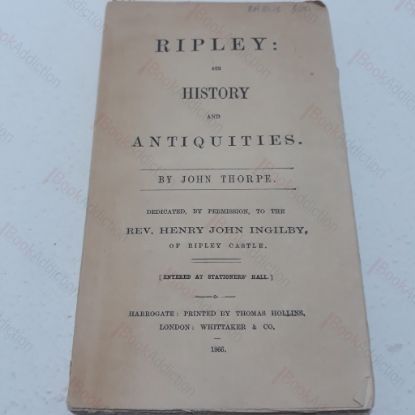 RIPLEY:
ITS
HISTORY
AND
ANTIQUITIES.
BY JOHN THORPE.
DEDICATED, BY PERMISSION, TO THE
REV. HENRY JOHN INGILBY,
OF RIPLEY CASTLE.
[ENTERED AT STATIONERS' HALL.]
HARROGATE: PRINTED BY THOMAS HOLLINS,
LONDON: WHITTAKER & CO.
1866.
BookAddiction